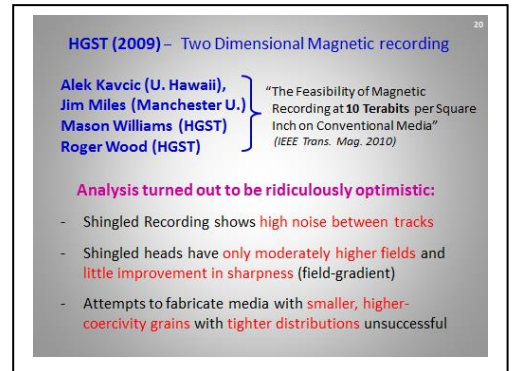 20
HGST (2009) – Two Dimensional Magnetic recording
Alek Kavcic (U. Hawaii),
Jim Miles (Manchester U.)
Mason Williams (HGST)
Roger Wood (HGST)
"The Feasibility of Magnetic
Recording at 10 Terabits per Square
Inch on Conventional Media"
(IEEE Trans. Mag. 2010)
Analysis turned out to be ridiculously optimistic:
- Shingled Recording shows high noise between tracks
- Shingled heads have only moderately higher fields and
little improvement in sharpness (field-gradient)
- Attempts to fabricate media with smaller, higher-
coercivity grains with tighter distributions unsuccessful